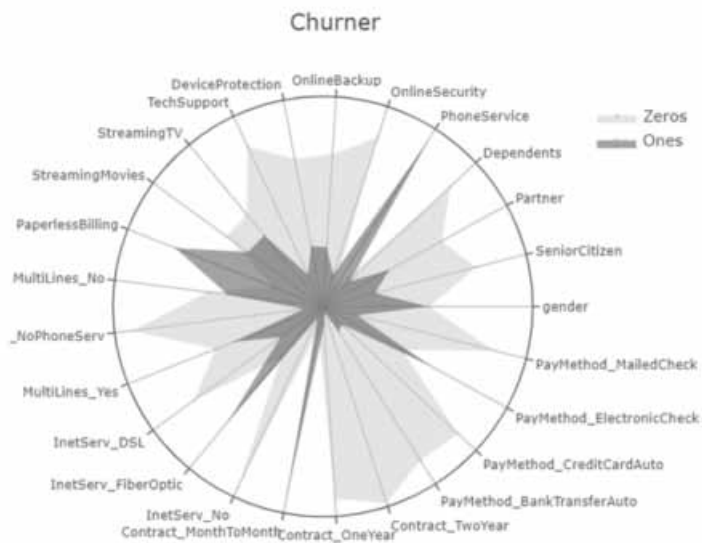 Churner
OnlineBackup
DeviceProtection
OnlineSecurity
TechSupport
PhoneService
StreamingTV
Dependents
StreamingMovies
Partner
PaperlessBilling
SeniorCitizen
MultiLines_No
gender
_NoPhoneServ
PayMethod_MailedCheck
MultiLines_Yes
PayMethod_ElectronicCheck
InetServ_DSL
PayMethod_CreditCardAuto
InetServ_FiberOptic
PayMethod_BankTransferAuto
InetServ_No
Contract_TwoYear
Contract_MonthToMonth
Contract_OneYear
Zeros
Ones